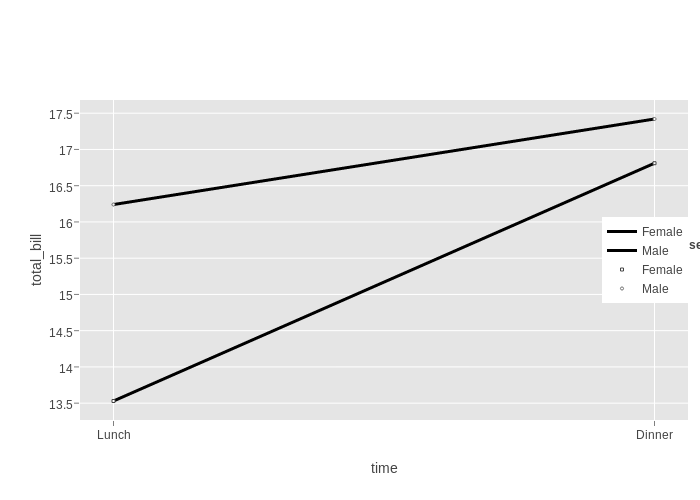 total_bill
17.5
17
16.5
16
15.5
15
14.5
14
13.5
Lunch
Dinner
time
Female
Male
Female
Male
se